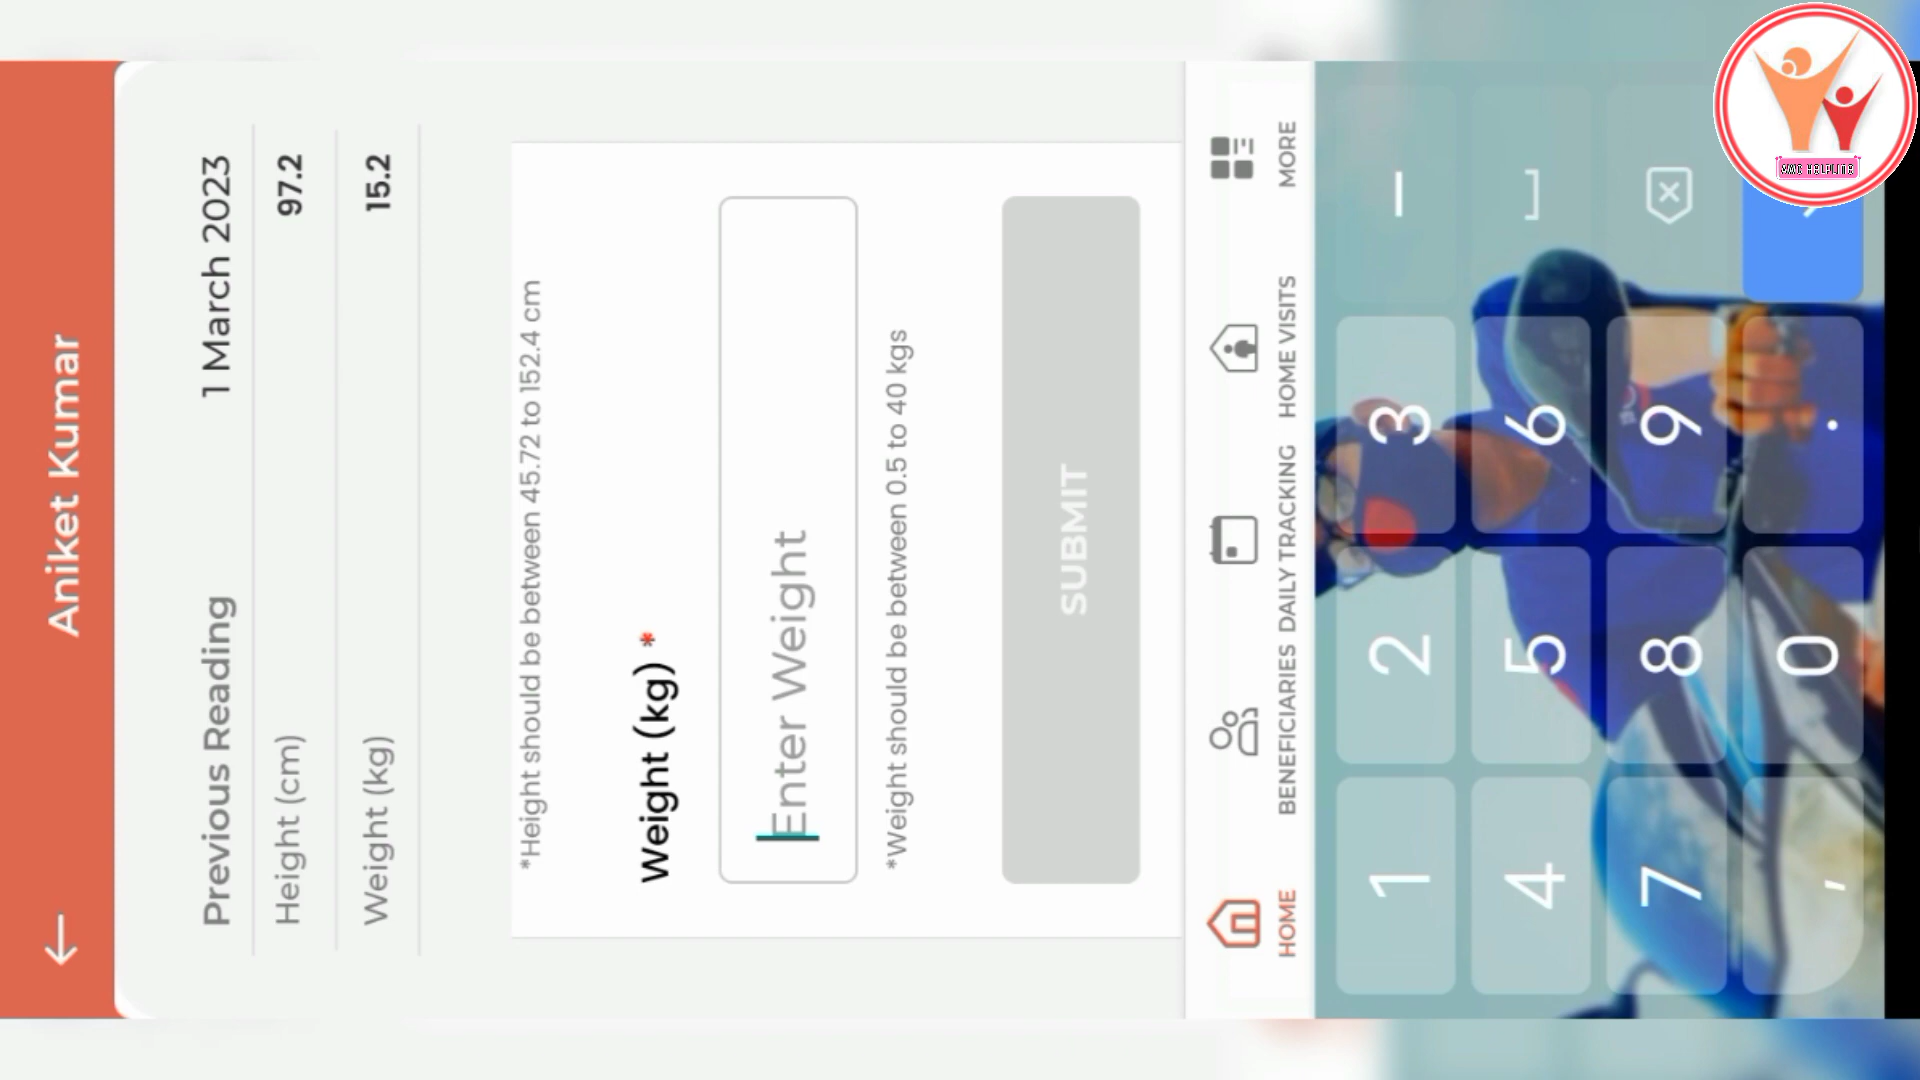 Aniket Kumar
Previous Reading 1 March 2023
Height (cm) 97.2
Weight (kg) 15.2
*Height should be between 45.72 to 152.4 cm
Weight (kg) *
Enter Weight
*Weight should be between 0.5 to 40 kgs
SUBMIT
HOME BENEFICIARIES DAILY TRACKING HOME VISITS MORE
1 2 3 –
4 5 6
7 8 9
, 0 .